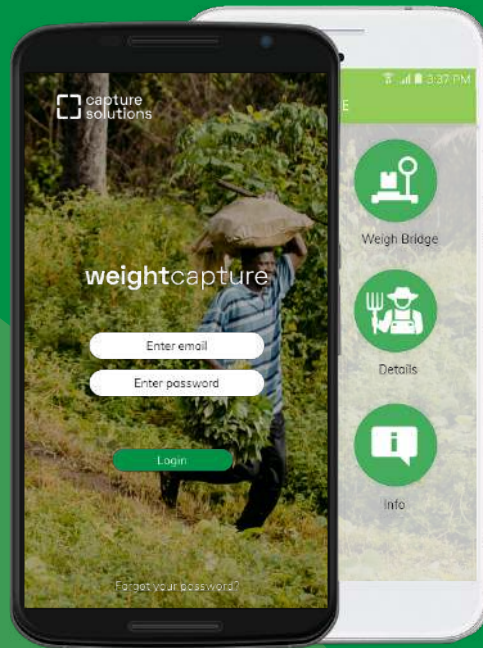 capture
solutions
weightcapture
Enter email
Enter password
Login
Forgot your password?
E
3:37 PM
Weigh Bridge
Details
Info